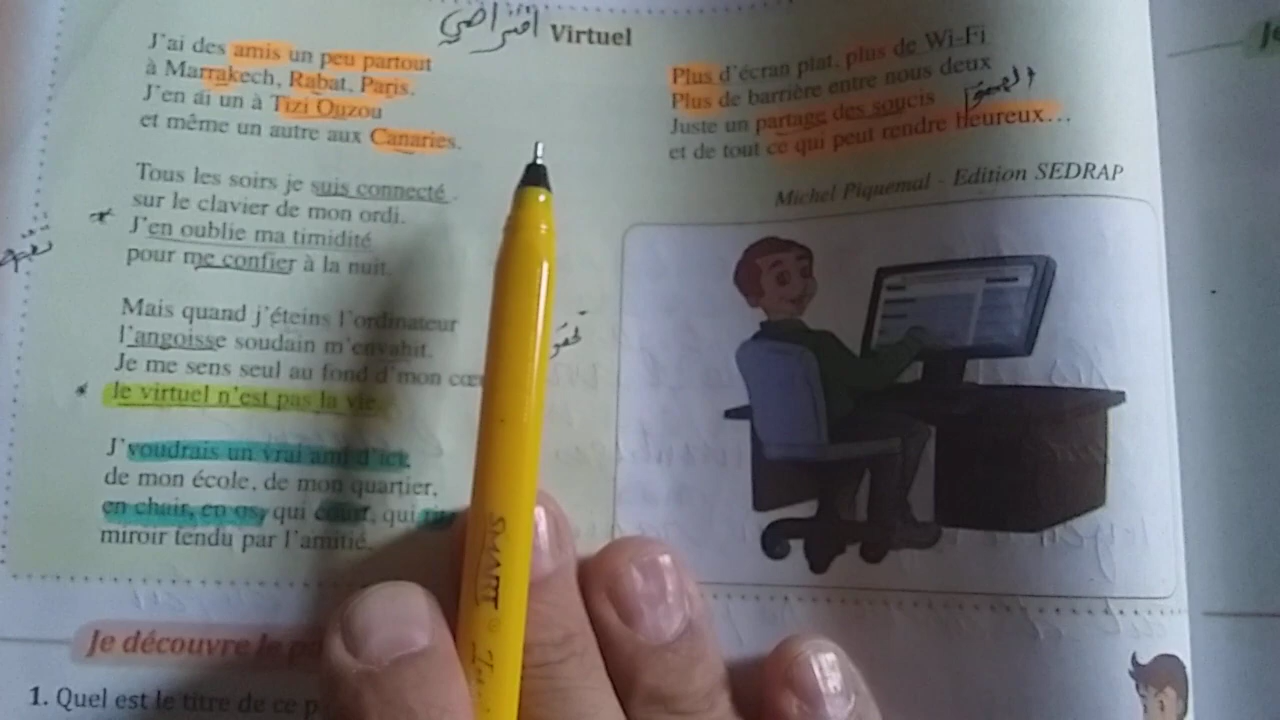 افتراضي
Virtuel
J'ai des amis un peu partout
à Marrakech, Rabat, Paris.
J'en ai un à Tizi Ouzou
et même un autre aux Canaries.
Tous les soirs je suis connecté
sur le clavier de mon ordi.
J'en oublie ma timidité
pour me confier à la nuit.
Mais quand j'éteins l'ordinateur
l'angoisse soudain m'envahit.
Je me sens seul au fond d'mon
le virtuel n'est pas la vie
J'voudrais un vrai ami d'ici
de mon école, de mon quartier,
en chair, en os, qui court, qui
miroir tendu par l'amitié.
Plus d'écran plat, plus de Wi-Fi
Plus de barrière entre nous deux
Juste un partage des soucis
et de tout ce qui peut rendre heureux...
Michel Piquemal - Edition SEDRAP
SMART
Je découvre le
1. Quel est le titre de ce p